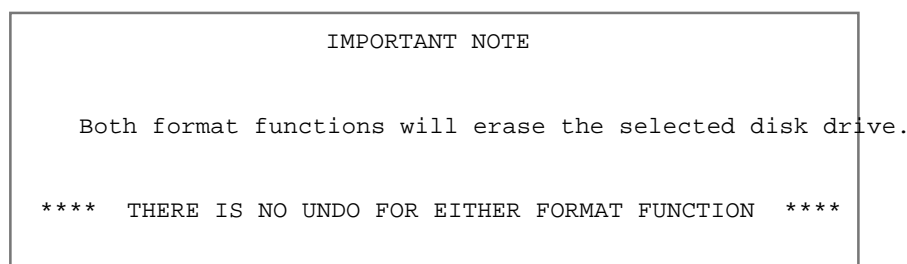 IMPORTANT NOTE
Both format functions will erase the selected disk drive.
**** THERE IS NO UNDO FOR EITHER FORMAT FUNCTION ****